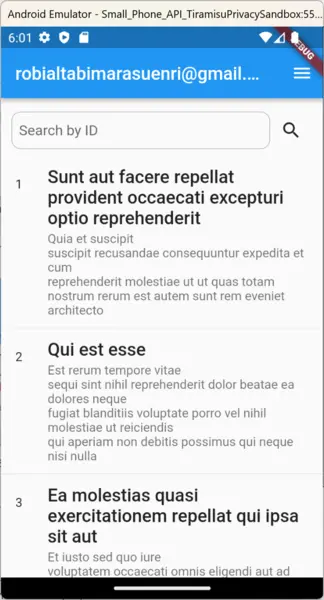 Android Emulator - Small_Phone_API_TiramisuPrivacySandbox:55...
6:01
DEBUG
robialtabimarasuenri@gmail....
Search by ID
1
Sunt aut facere repellat
provident occaecati excepturi
optio reprehenderit
Quia et suscipit
suscipit recusandae consequuntur expedita et
cum
reprehenderit molestiae ut ut quas totam
nostrum rerum est autem sunt rem eveniet
architecto
2
Qui est esse
Est rerum tempore vitae
sequi sint nihil reprehenderit dolor beatae ea
dolores neque
fugiat blanditiis voluptate porro vel nihil
molestiae ut reiciendis
qui aperiam non debitis possimus qui neque
nisi nulla
3
Ea molestias quasi
exercitationem repellat qui ipsa
sit aut
Et iusto sed quo iure
voluptatem occaecati omnis eligendi aut ad